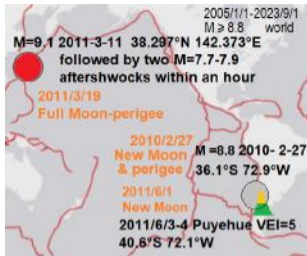 2005/1/1-2023/9/1
M ≥ 8.8 world
M=9.1 2011-3-11 38.297°N 142.373°E
followed by two M=7.7-7.9
aftershwocks within an hour
2011/3/19
Full Moon-perigee
2010/2/27
New Moon
& perigee
M =8.8 2010- 2-27
36.1°S 72.9°W
2011/6/1
New Moon
2011/6/3-4 Puyehue VEI=5
40.6°S 72.1°W